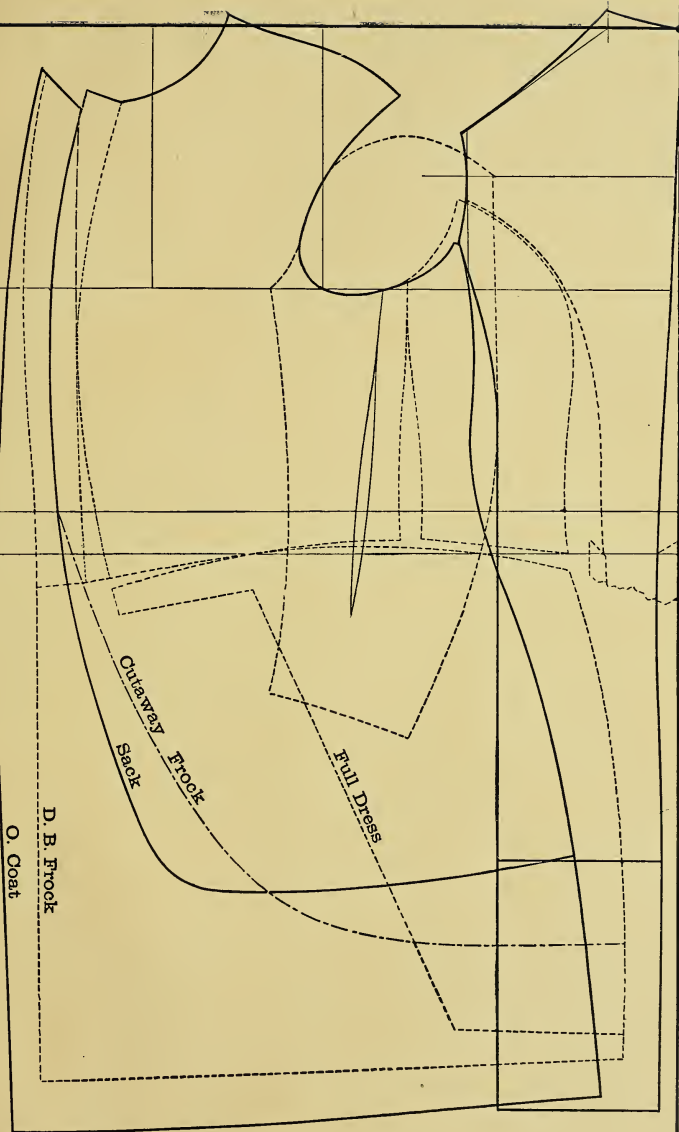 Cutaway Frock
Sack
Full Dress
D. B. Frock
O. Coat